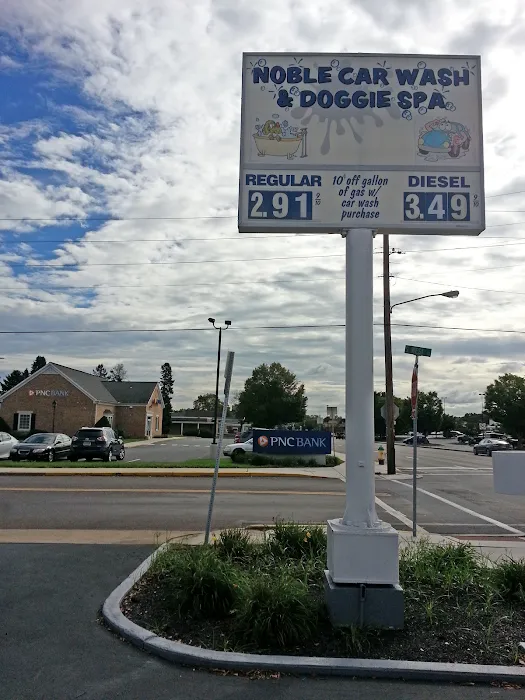 NOBLE CAR WASH
& DOGGIE SPA
REGULAR
2.91 9/10
10¢ off gallon
of gas w/
car wash
purchase
DIESEL
3.49 9/10
PNC BANK
PNC BANK